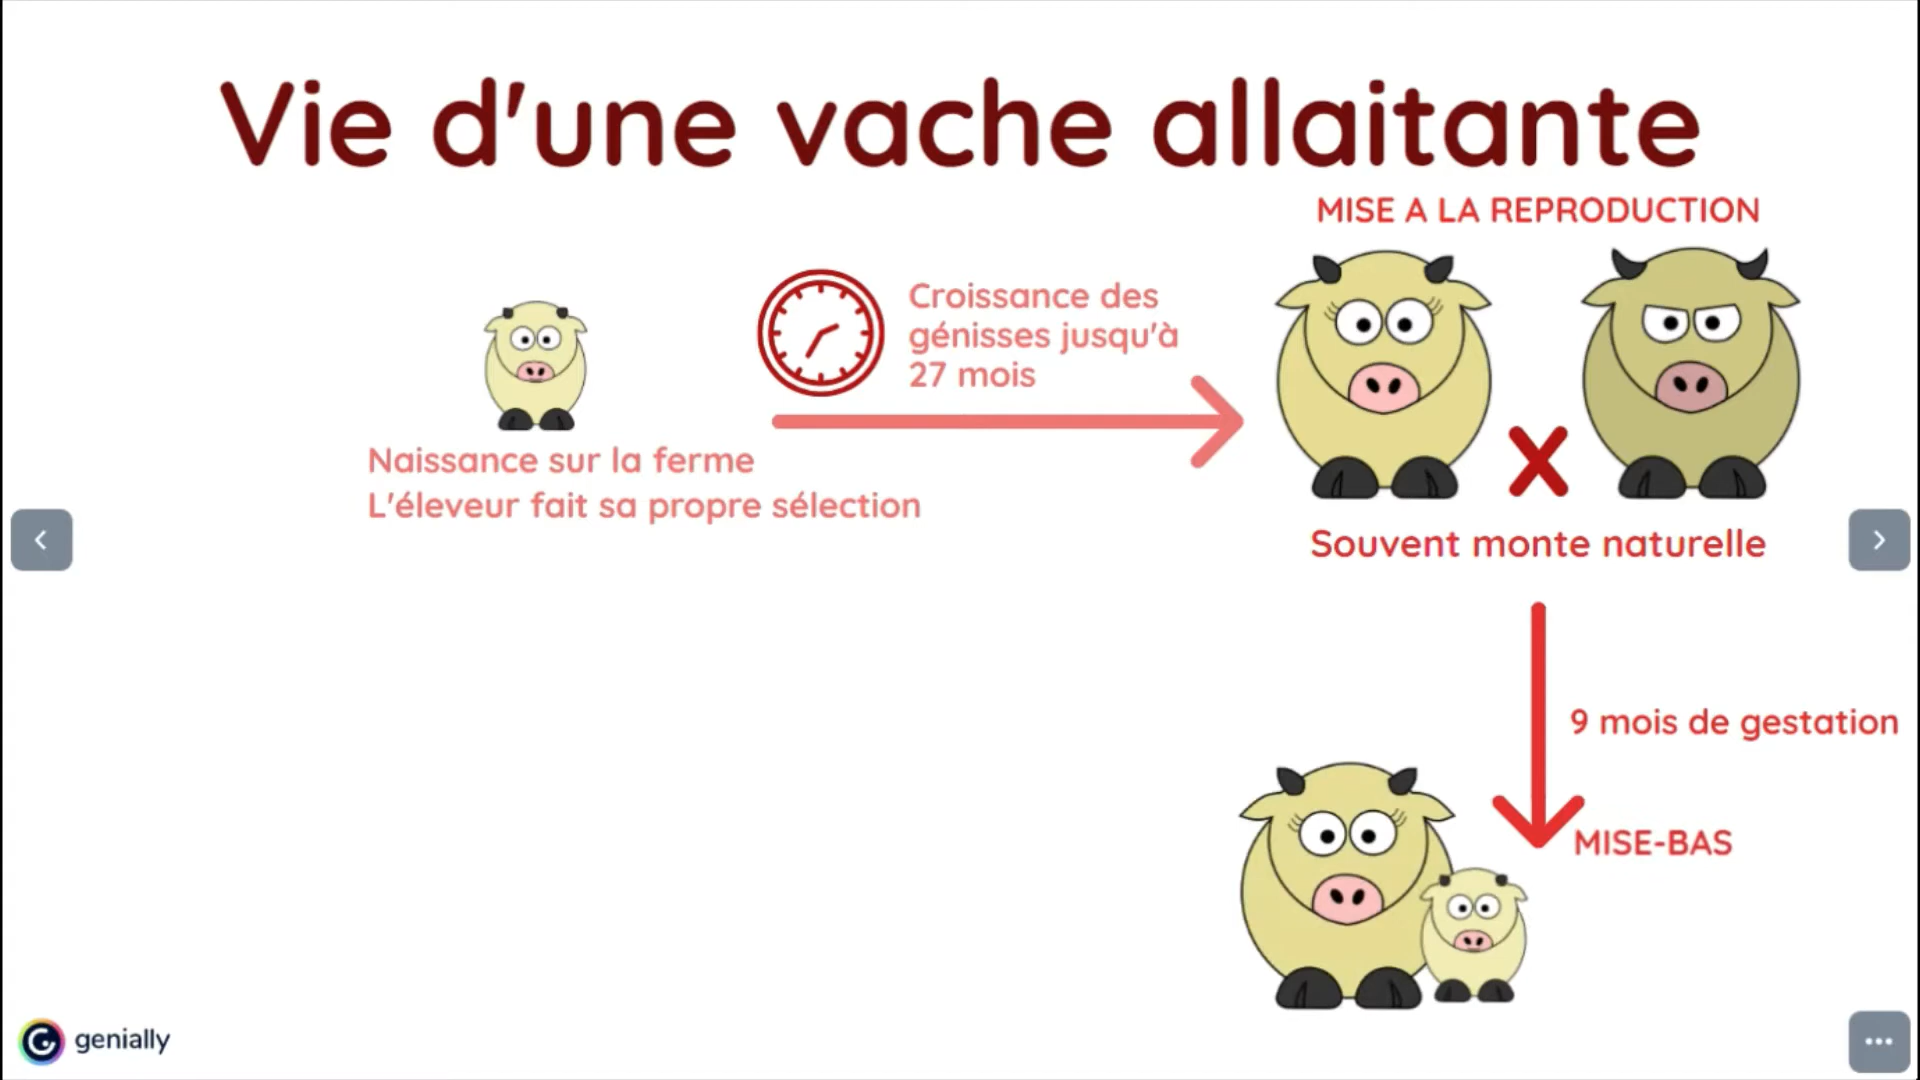 Vie d'une vache allaitante
MISE A LA REPRODUCTION
Croissance des
génisses jusqu'à
27 mois
Naissance sur la ferme
L'éleveur fait sa propre sélection
Souvent monte naturelle
9 mois de gestation
MISE-BAS
genially